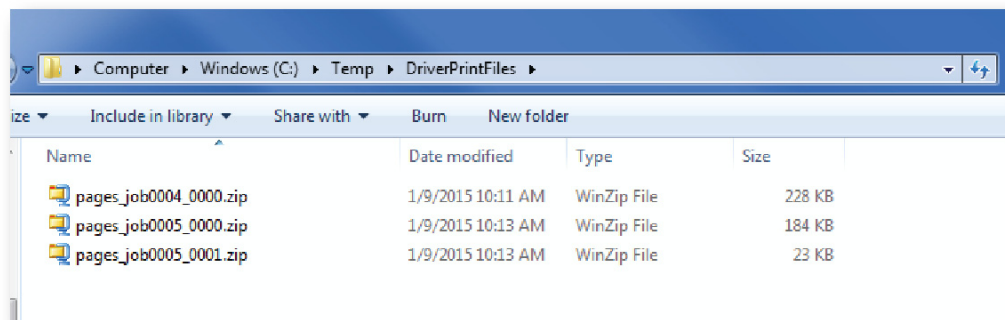 Computer Windows (C:) Temp DriverPrintFiles
ize Include in library Share with Burn New folder
Name Date modified Type Size
pages_job0004_0000.zip 1/9/2015 10:11 AM WinZip File 228 KB
pages_job0005_0000.zip 1/9/2015 10:13 AM WinZip File 184 KB
pages_job0005_0001.zip 1/9/2015 10:13 AM WinZip File 23 KB